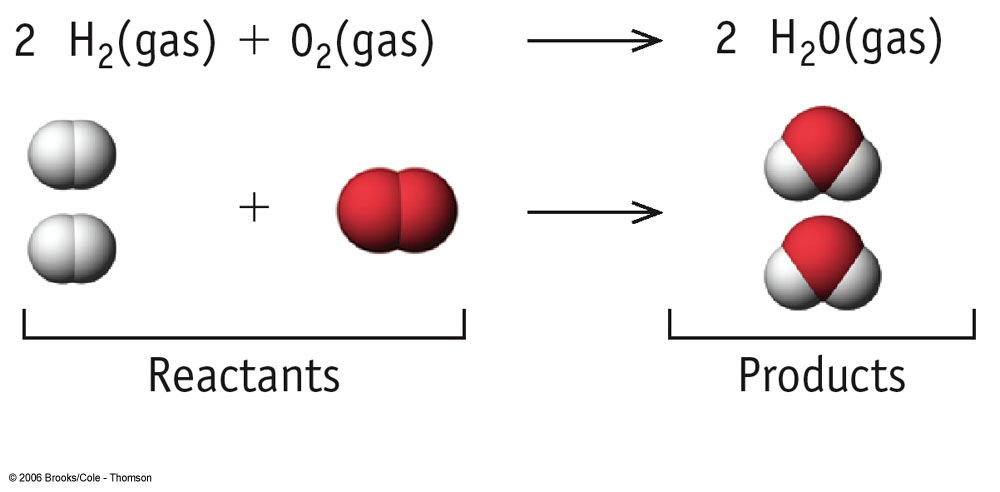 2 H₂(gas) + O₂(gas) → 2 H₂O(gas)
+ →
Reactants Products
© 2006 Brooks/Cole - Thomson